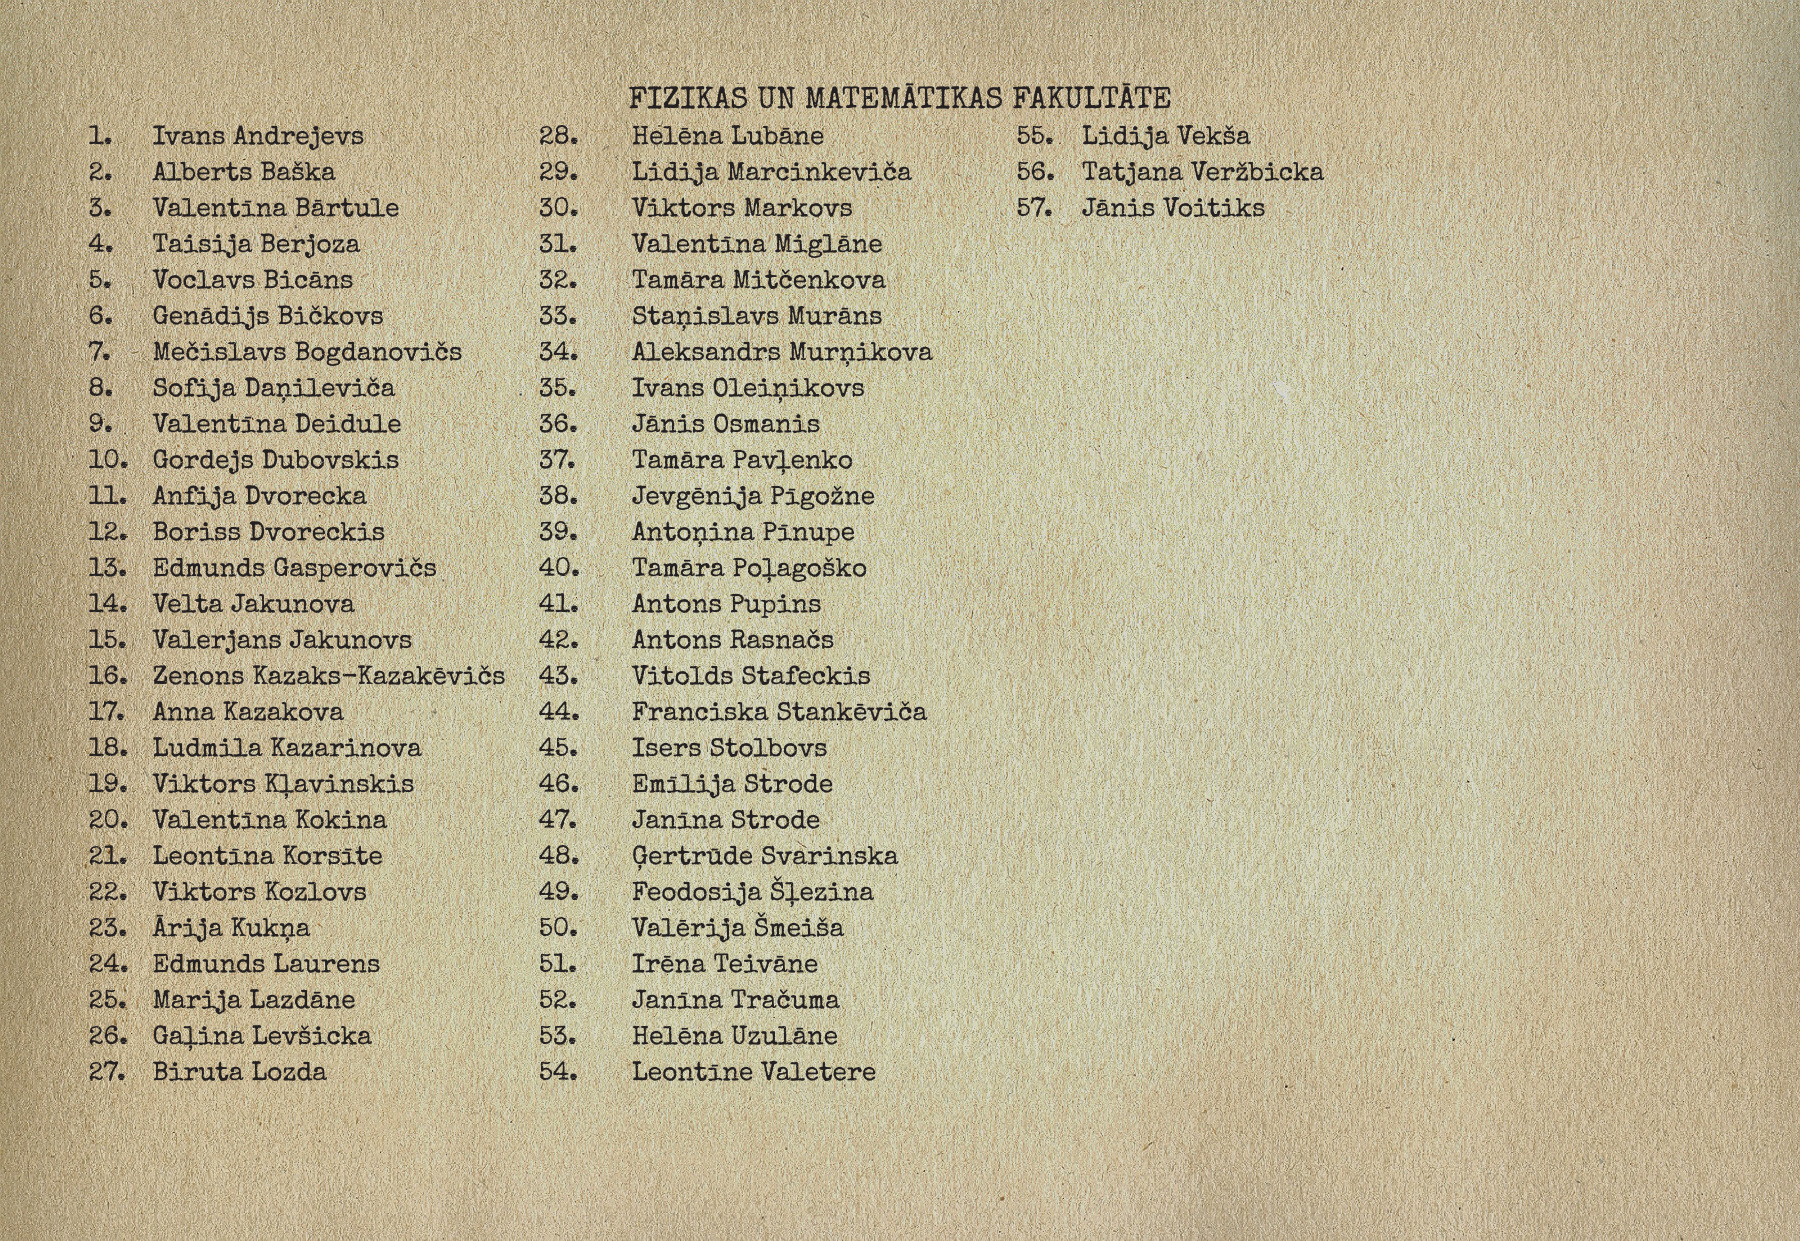 FIZIKAS UN MATEMĀTIKAS FAKULTĀTE
1. Ivans Andrejevs
2. Alberts Baška
3. Valentīna Bārtule
4. Taisija Berjoza
5. Voclavs Bicāns
6. Genādijs Bičkovs
7. Mečislavs Bogdanovičs
8. Sofija Daņileviča
9. Valentīna Deidule
10. Gordejs Dubovskis
11. Anfija Dvorecka
12. Boriss Dvoreckis
13. Edmunds Gasperovičs
14. Velta Jakunova
15. Valerjans Jakunovs
16. Zenons Kazaks-Kazakēvičs
17. Anna Kazakova
18. Ludmila Kazarinova
19. Viktors Kļavinskis
20. Valentīna Kokina
21. Leontīna Korsīte
22. Viktors Kozlovs
23. Ārija Kukņa
24. Edmunds Laurens
25. Marija Lazdāne
26. Gaļina Levšicka
27. Biruta Lozda
28. Helēna Lubāne
29. Lidija Marcinkeviča
30. Viktors Markovs
31. Valentīna Miglāne
32. Tamāra Mitčenkova
33. Staņislavs Murāns
34. Aleksandrs Murņikova
35. Ivans Oleiņikovs
36. Jānis Osmanis
37. Tamāra Pavļenko
38. Jevgēnija Pīgožne
39. Antoņina Pīnupe
40. Tamāra Poļagoško
41. Antons Pupins
42. Antons Rasnačs
43. Vitolds Stafeckis
44. Franciska Stankēviča
45. Isers Stolbovs
46. Emīlija Strode
47. Janīna Strode
48. Ģertrūde Svarinska
49. Feodosija Šļezina
50. Valērija Šmeiša
51. Irēna Teivāne
52. Janīna Tračuma
53. Helēna Uzulāne
54. Leontīne Valetere
55. Lidija Vekša
56. Tatjana Veržbicka
57. Jānis Voitiks